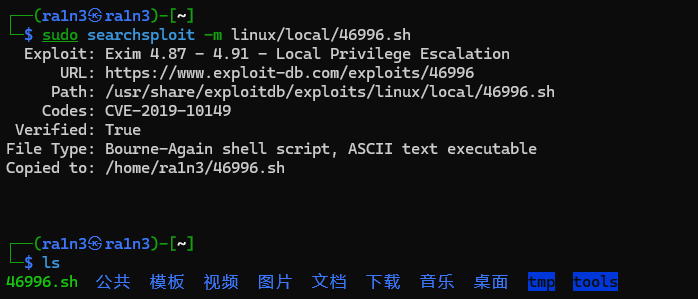 ┌──(ra1n3㉿ra1n3)-[~]
└─$ sudo searchsploit -m linux/local/46996.sh
Exploit: Exim 4.87 - 4.91 - Local Privilege Escalation
URL: https://www.exploit-db.com/exploits/46996
Path: /usr/share/exploitdb/exploits/linux/local/46996.sh
Codes: CVE-2019-10149
Verified: True
File Type: Bourne-Again shell script, ASCII text executable
Copied to: /home/ra1n3/46996.sh
┌──(ra1n3㉿ra1n3)-[~]
└─$ ls
46996.sh 公共 模板 视频 图片 文档 下载 音乐 桌面 tmp tools